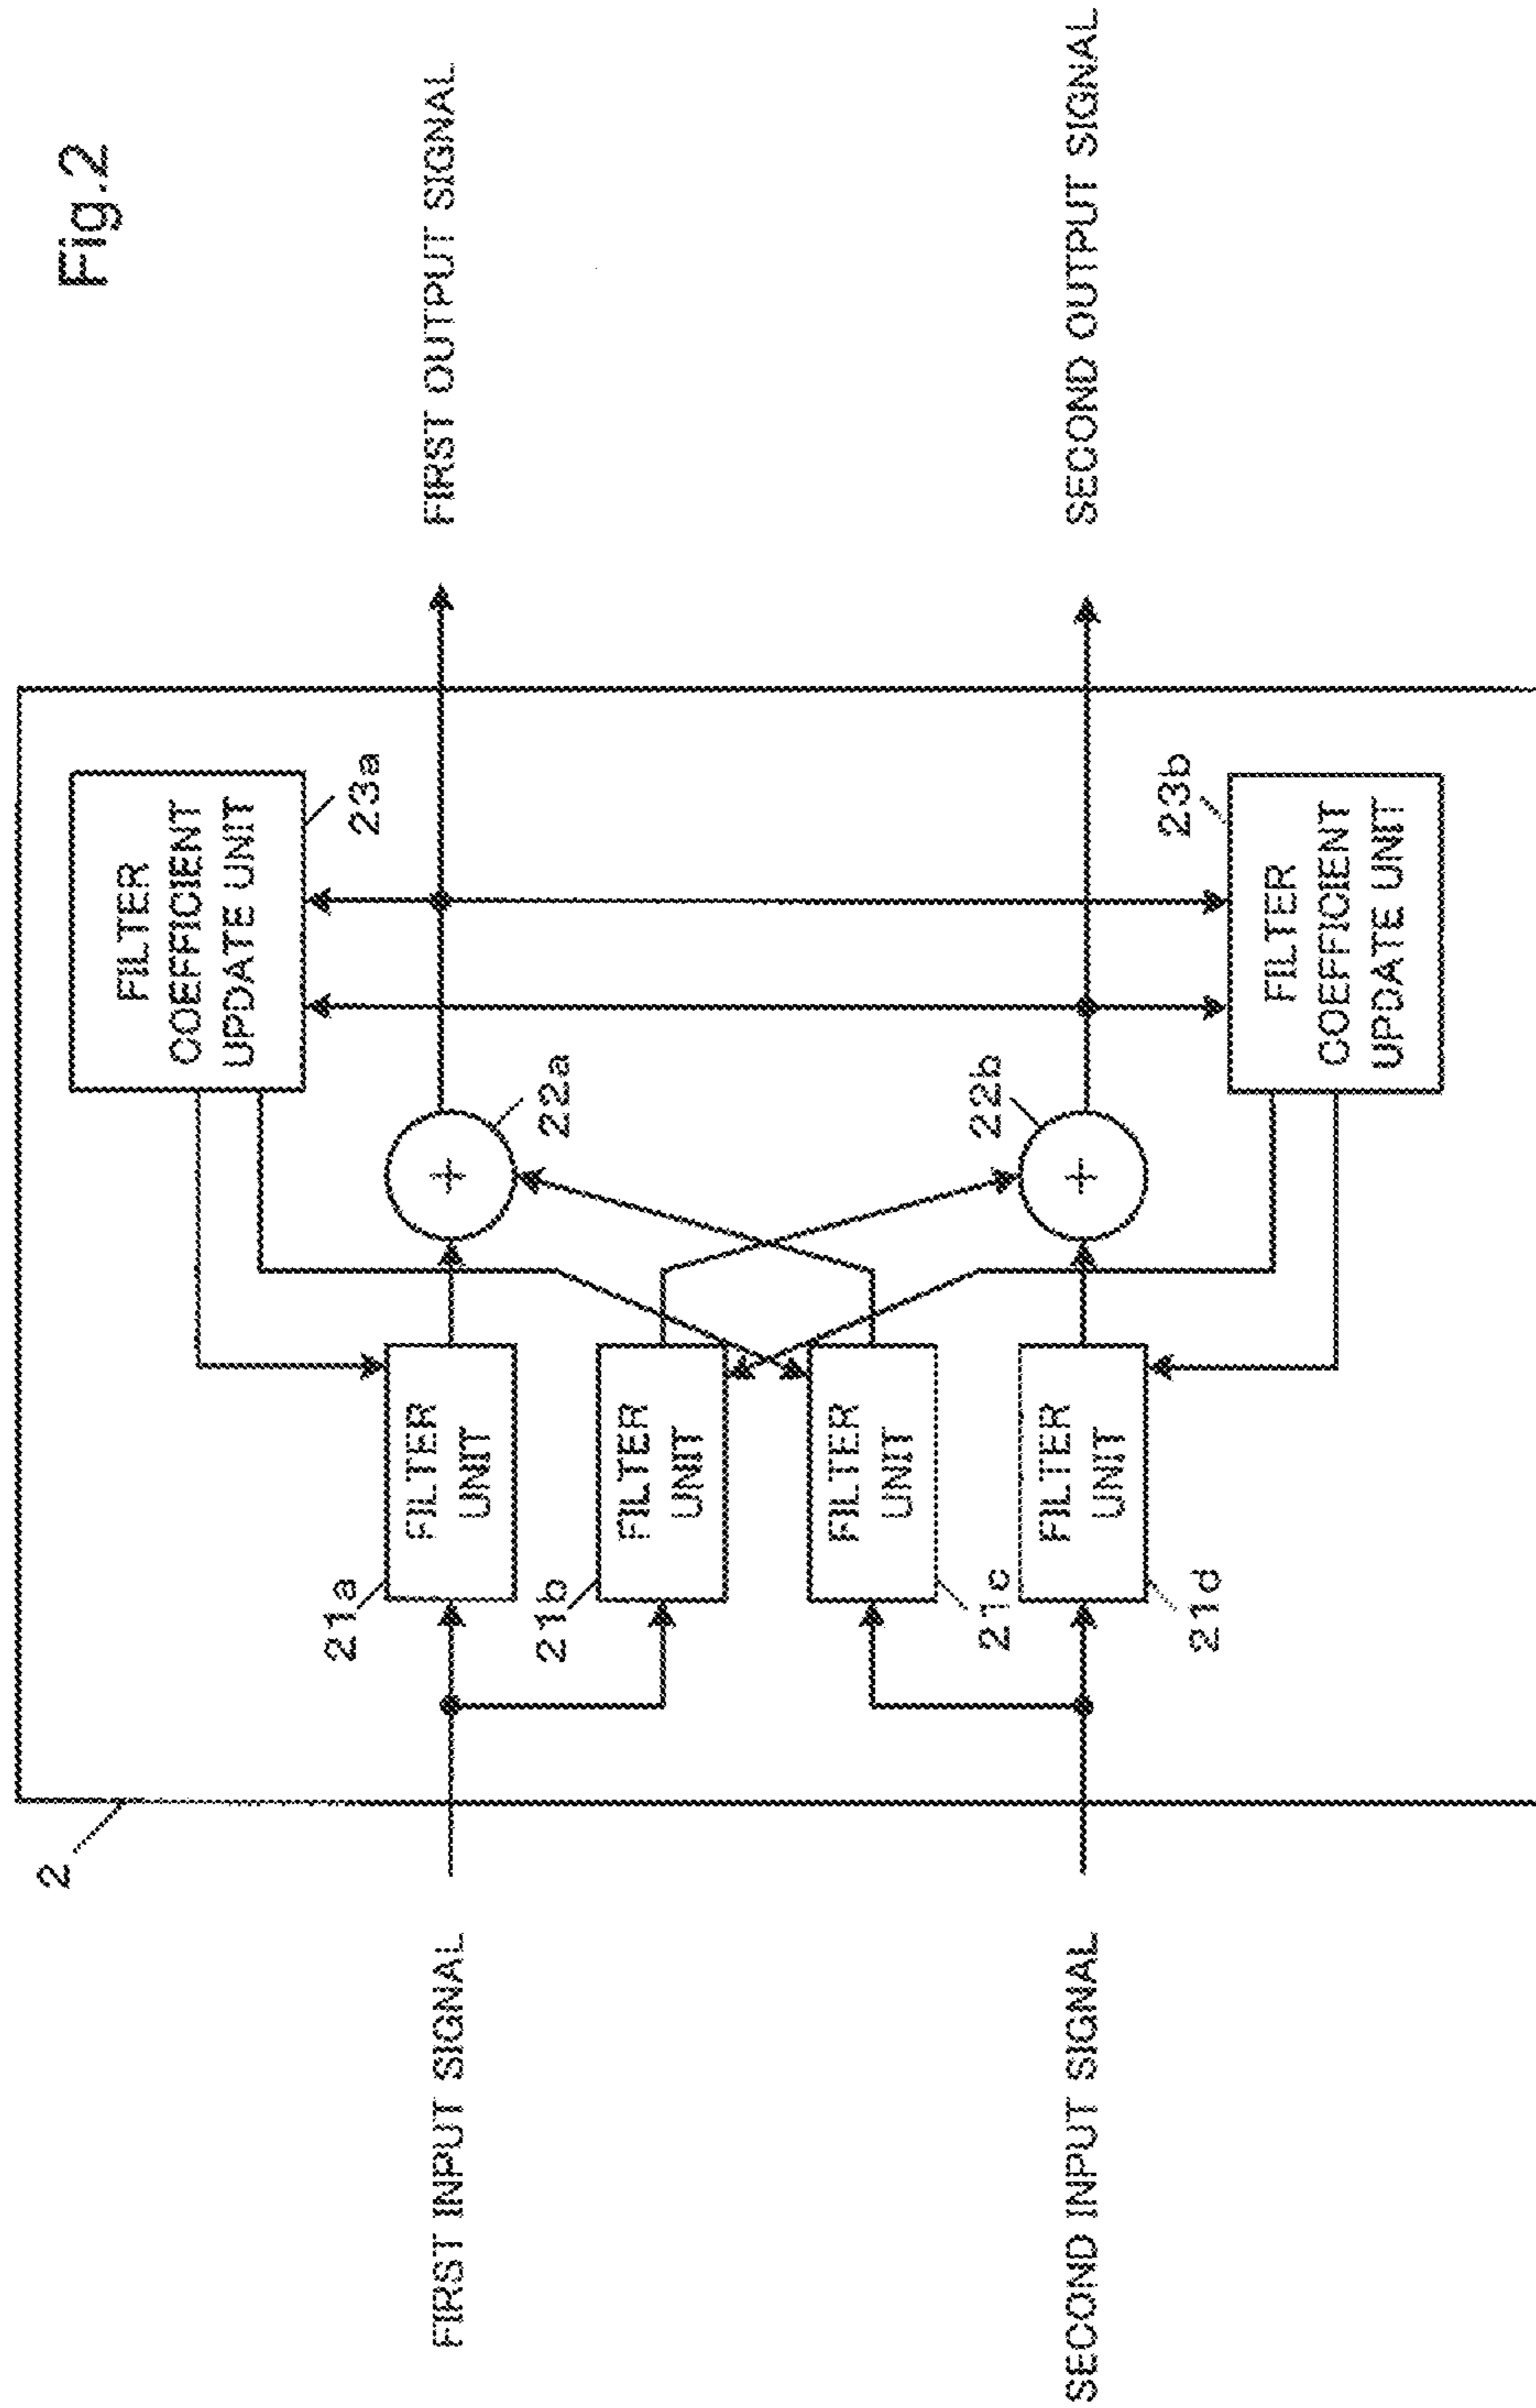 Fig.2
2
FILTER
COEFFICIENT
UPDATE UNIT
23a
FIRST INPUT SIGNAL
21a
FILTER
UNIT
22a
+
FIRST OUTPUT SIGNAL
21b
FILTER
UNIT
FILTER
UNIT
21c
22b
+
SECOND INPUT SIGNAL
FILTER
UNIT
21d
SECOND OUTPUT SIGNAL
23b
FILTER
COEFFICIENT
UPDATE UNIT